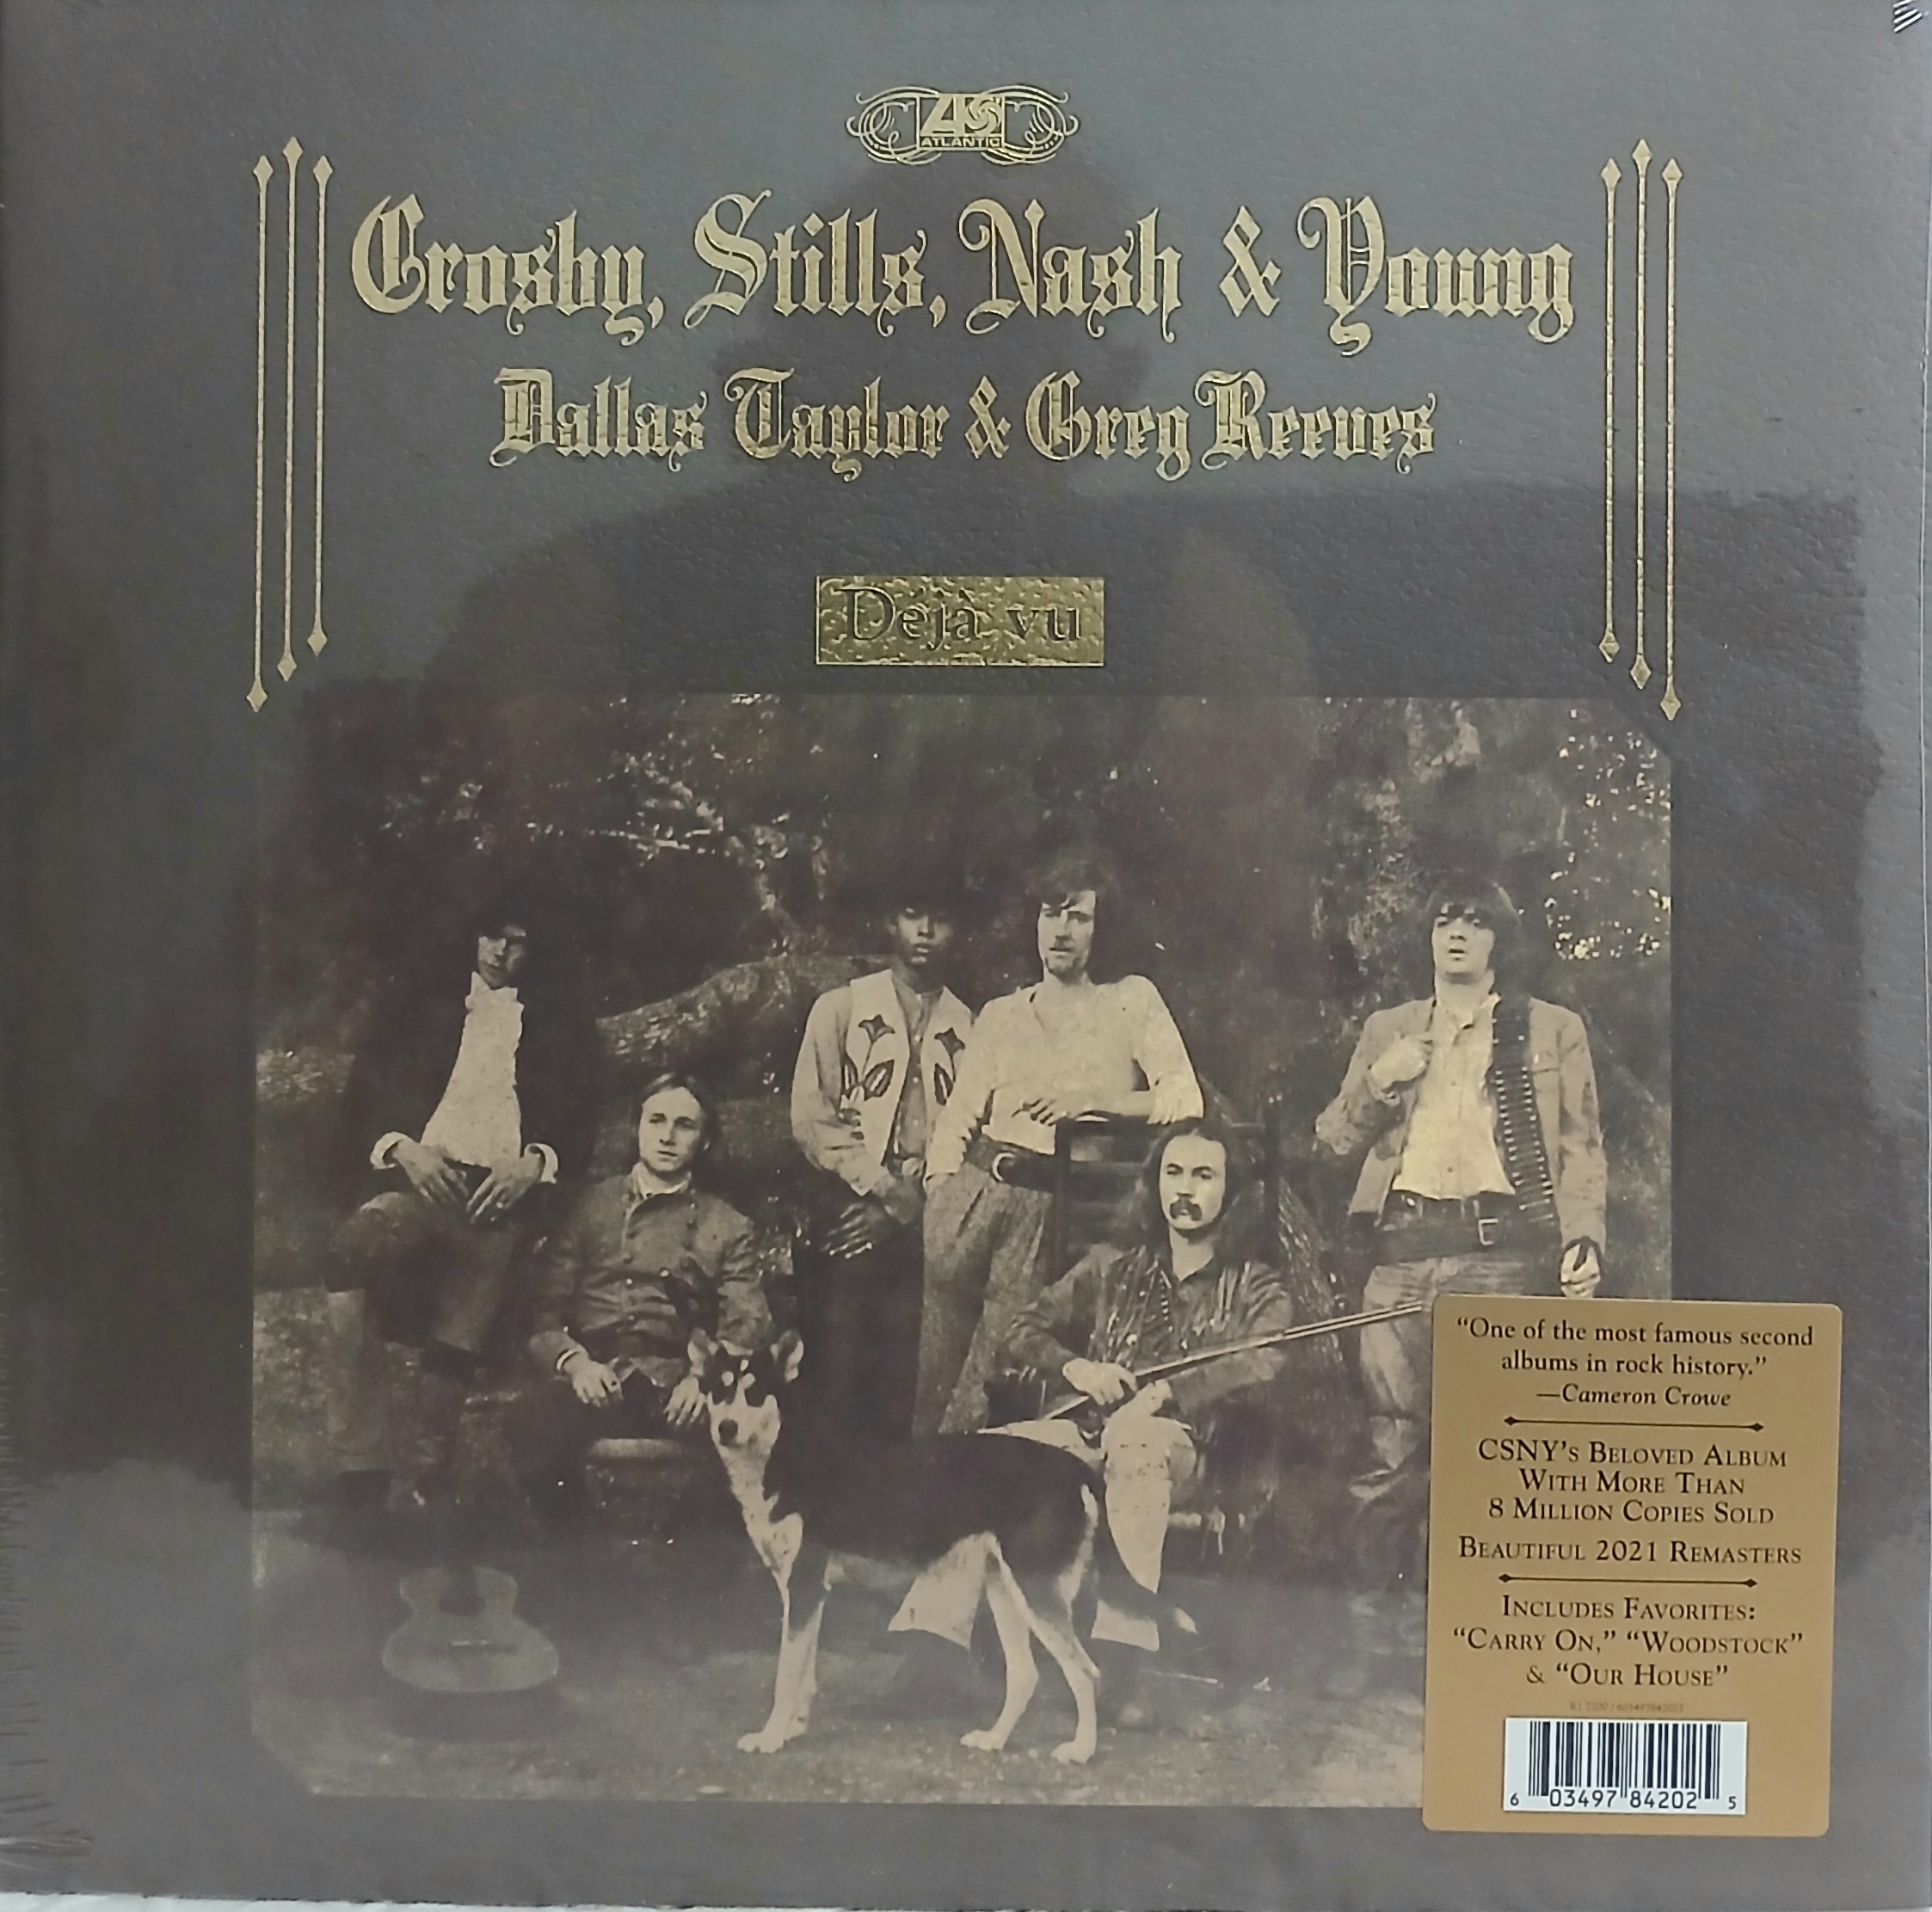 ATLANTIC
Crosby, Stills, Nash & Young
Dallas Taylor & Greg Reeves
Déjà vu
“One of the most famous second
albums in rock history.”
—Cameron Crowe
CSNY’s Beloved Album
With More Than
8 Million Copies Sold
Beautiful 2021 Remasters
Includes Favorites:
“Carry On,” “Woodstock”
& “Our House”
6 03497 84202 5